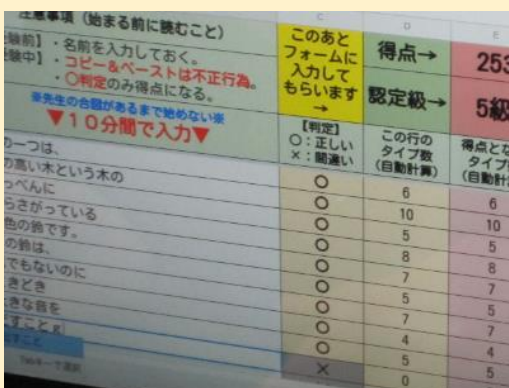 注意事項（始まる前に読むこと）
験前】・名前を入力しておく。
験中】・コピー＆ペーストは不正行為。
・〇判定のみ得点になる。
※先生の合図があるまで始めない※
▼１０分間で入力▼
C
このあと
フォームに
入力して
もらいます
→
【判定】
〇：正しい
×：間違い
D
得点→
認定級→
この行の
タイプ数
(自動計算)
E
253
5級
得点とな
タイプ
(自動計
の一つは、
〇
6
6
の高い木という木の
〇
10
10
っぺんに
〇
5
5
らさがっている
〇
8
8
色の鈴です。
〇
7
7
の鈴は、
〇
5
5
でもないのに
〇
7
7
きどき
〇
4
4
きな音を
〇
5
5
すこと
×
0